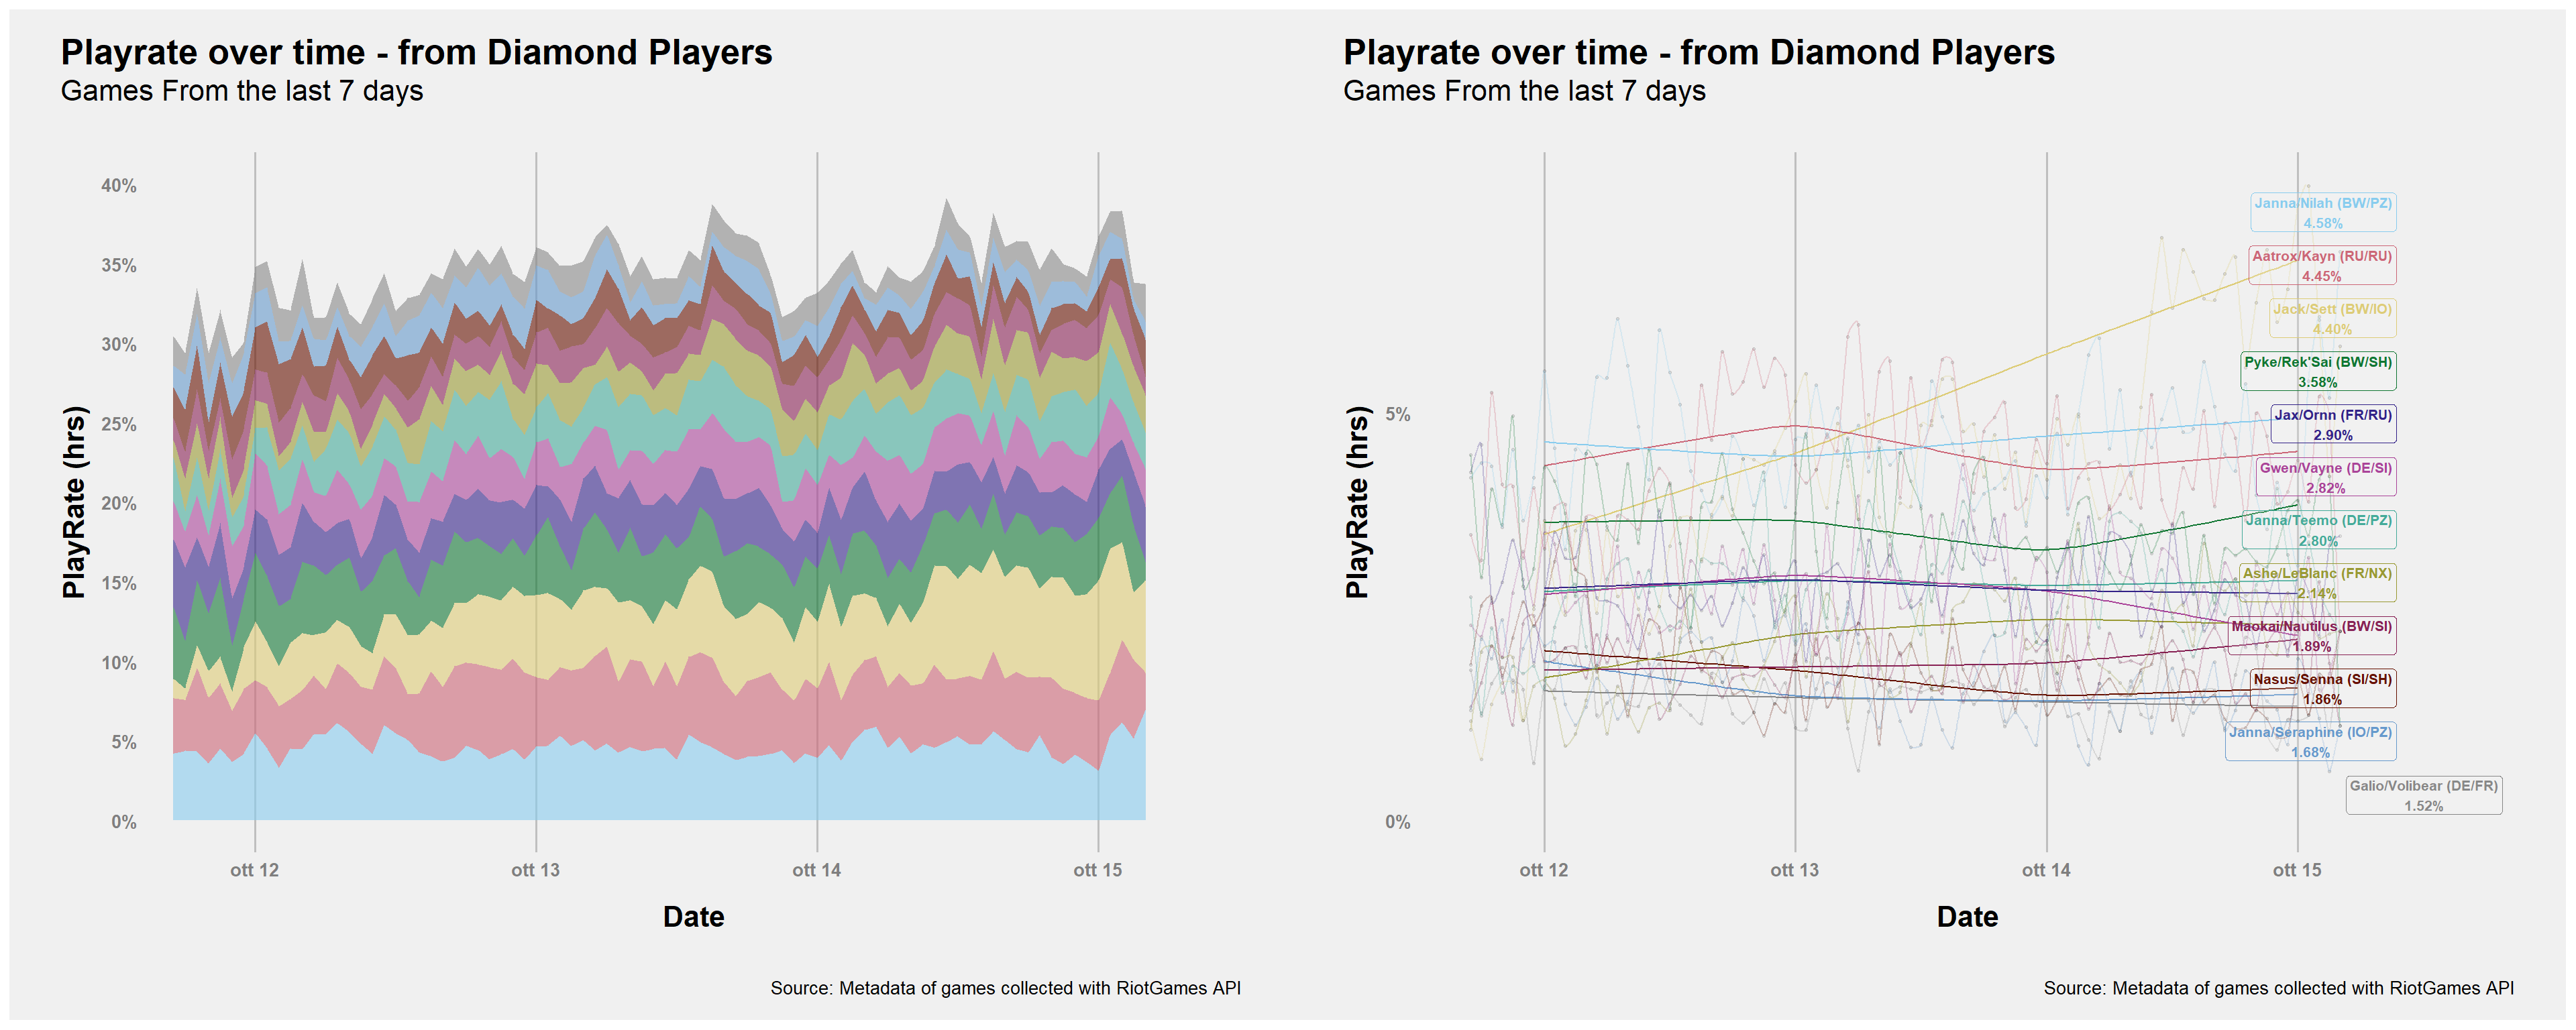 Playrate over time - from Diamond Players
Games From the last 7 days
PlayRate (hrs)
40%
35%
30%
25%
20%
15%
10%
5%
0%
ott 12
ott 13
ott 14
ott 15
Date
Source: Metadata of games collected with RiotGames API
Playrate over time - from Diamond Players
Games From the last 7 days
PlayRate (hrs)
5%
0%
Janna/Nilah (BW/PZ)
4.58%
Aatrox/Kayn (RU/RU)
4.45%
Jack/Sett (BW/IO)
4.40%
Pyke/Rek'Sai (BW/SH)
3.58%
Jax/Ornn (FR/RU)
2.90%
Gwen/Vayne (DE/SI)
2.82%
Janna/Teemo (DE/PZ)
2.80%
Ashe/LeBlanc (FR/NX)
2.14%
Maokai/Nautilus (BW/SI)
1.89%
Nasus/Senna (SI/SH)
1.86%
Janna/Seraphine (IO/PZ)
1.68%
Galio/Volibear (DE/FR)
1.52%
ott 12
ott 13
ott 14
ott 15
Date
Source: Metadata of games collected with RiotGames API